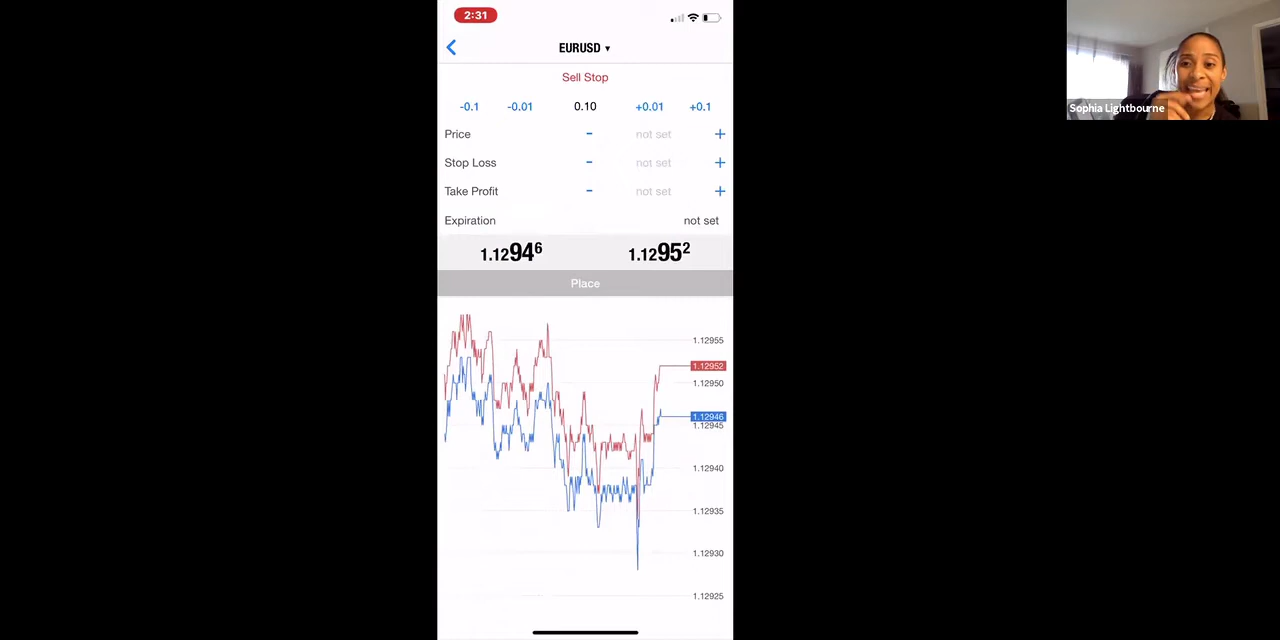 2:31
EURUSD ▼
Sell Stop
-0.1 -0.01 0.10 +0.01 +0.1
Price - not set +
Stop Loss - not set +
Take Profit - not set +
Expiration not set
1.12946 1.12952
Place
1.12955
1.12952
1.12950
1.12946
1.12945
1.12940
1.12935
1.12930
1.12925
Sophia Lightbourne